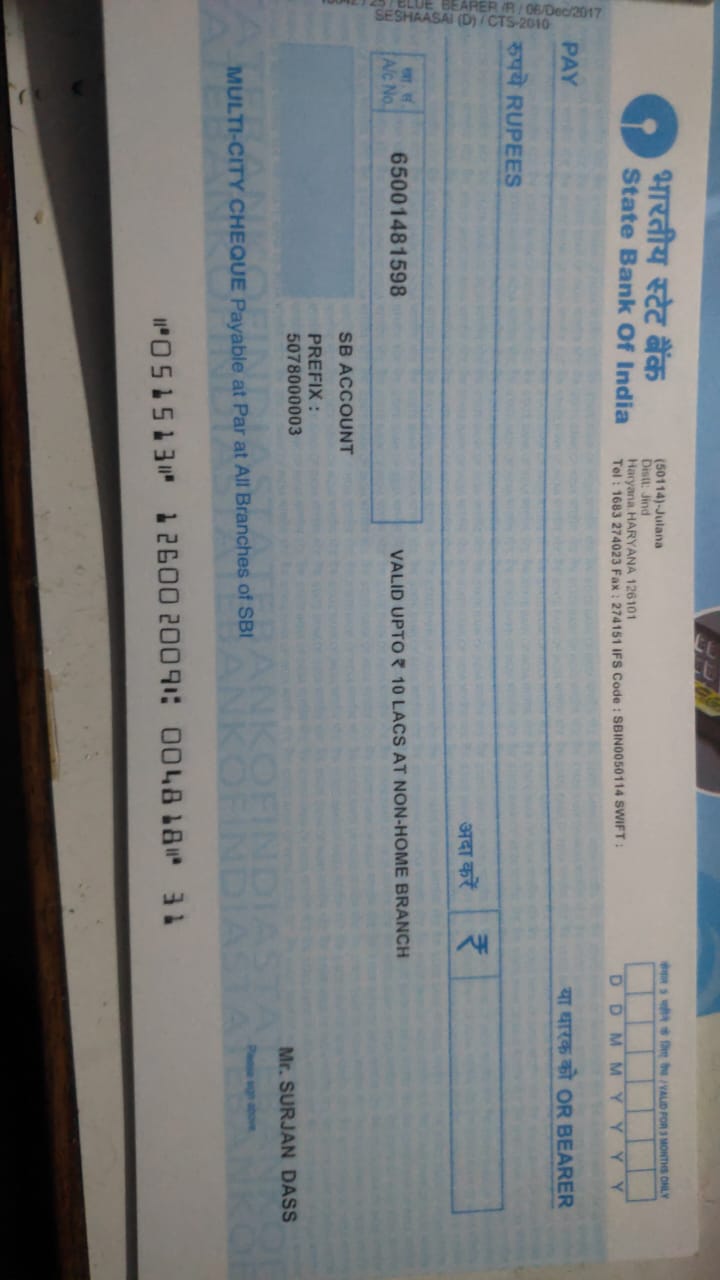 भारतीय स्टेट बैंक
State Bank Of India
(50114)-Julana
Distt: Jind
Haryana,HARYANA 126101
Tel : 1683 274023 Fax : 274151 IFS Code : SBIN0050114 SWIFT :
केवल 3 महीने के लिए वैध / VALID FOR 3 MONTHS ONLY
D D M M Y Y Y Y
PAY
या धारक को OR BEARER
रुपये RUPEES
अदा करें ₹
खा. सं.
A/c No.
65001481598
VALID UPTO ₹ 10 LACS AT NON-HOME BRANCH
SB ACCOUNT
PREFIX :
5078000003
Mr. SURJAN DASS
Please sign above
MULTI-CITY CHEQUE Payable at Par at All Branches of SBI
⑈051513⑈ 126002009⑆ 004818⑈ 31
/ 25 / BLUE BEARER /R / 06/Dec/2017
SESHAASAI (D) / CTS-2010